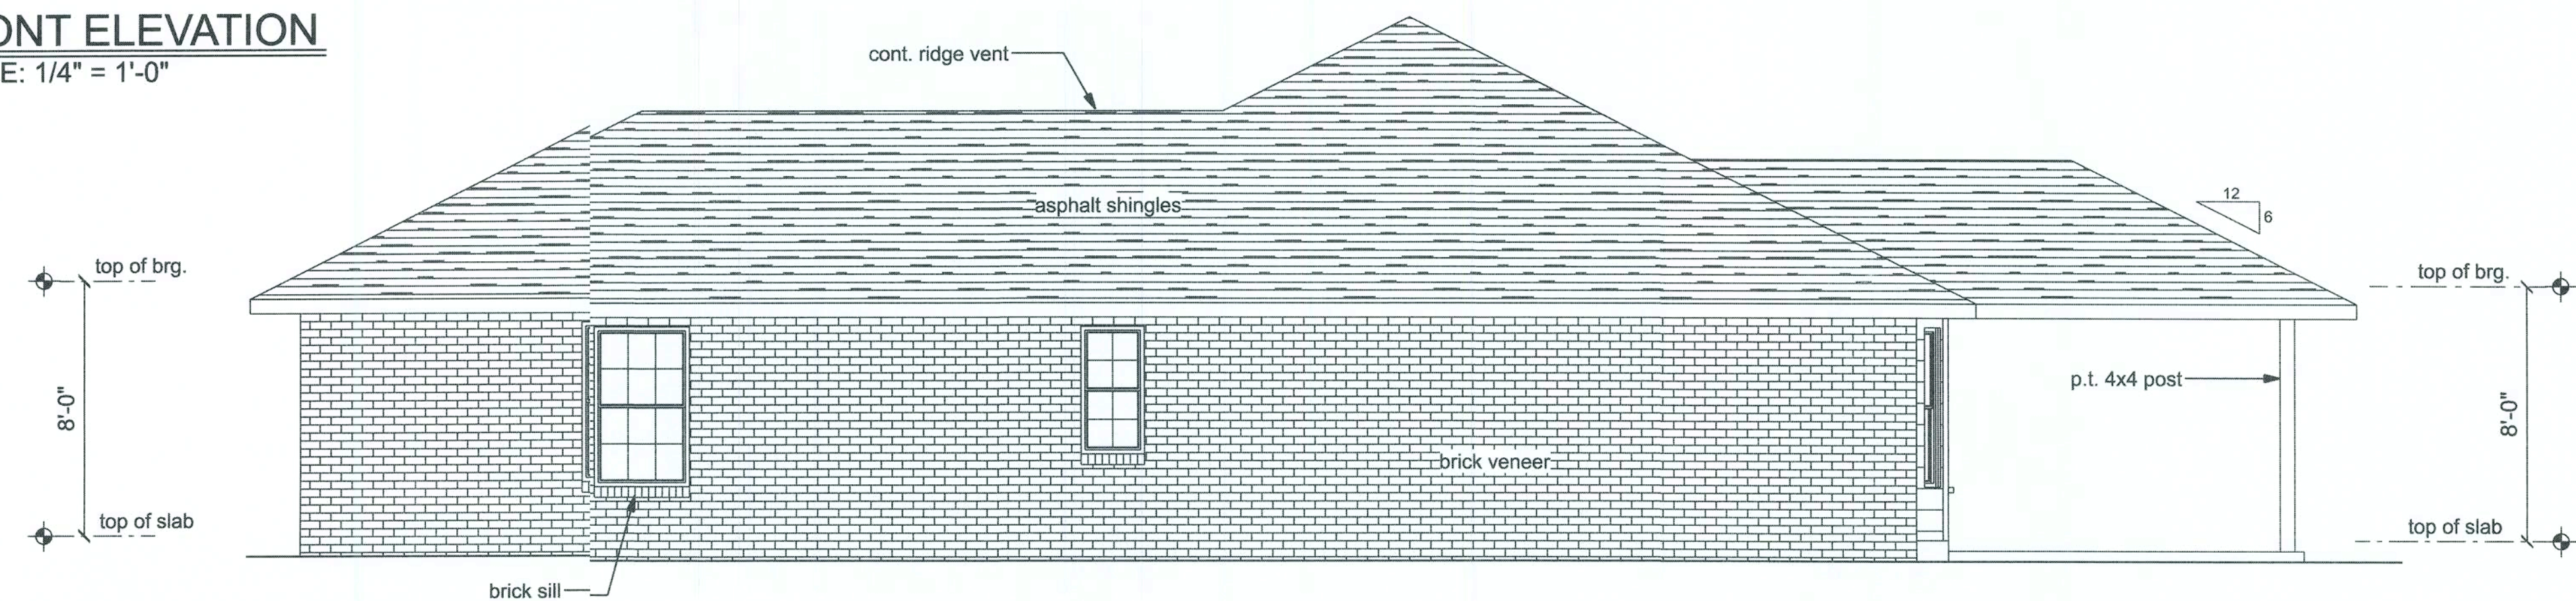 ONT ELEVATION
E: 1/4" = 1'-0"
cont. ridge vent
asphalt shingles
12
6
top of brg.
top of brg.
8'-0"
p.t. 4x4 post
8'-0"
brick veneer
top of slab
top of slab
brick sill